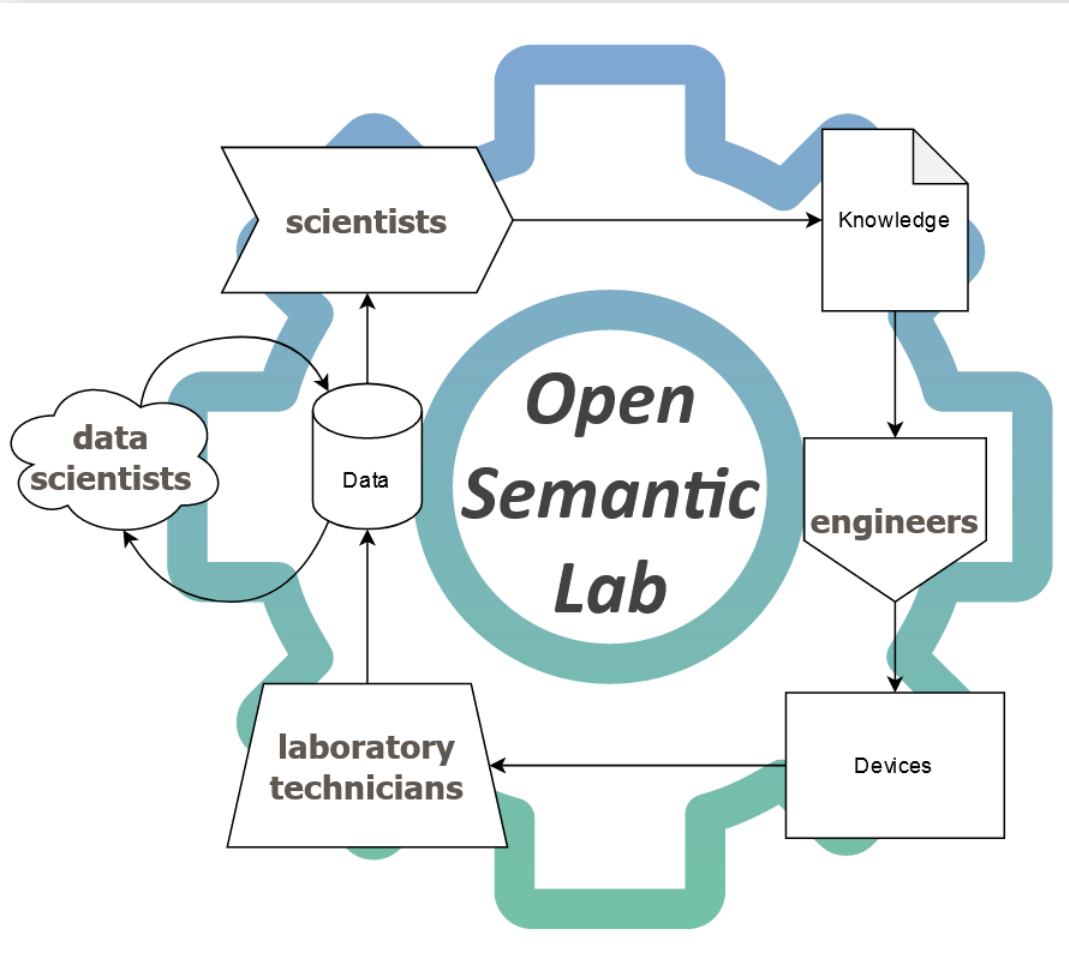 scientists
Knowledge
Open
Semantic
Lab
data
scientists
Data
engineers
laboratory
technicians
Devices